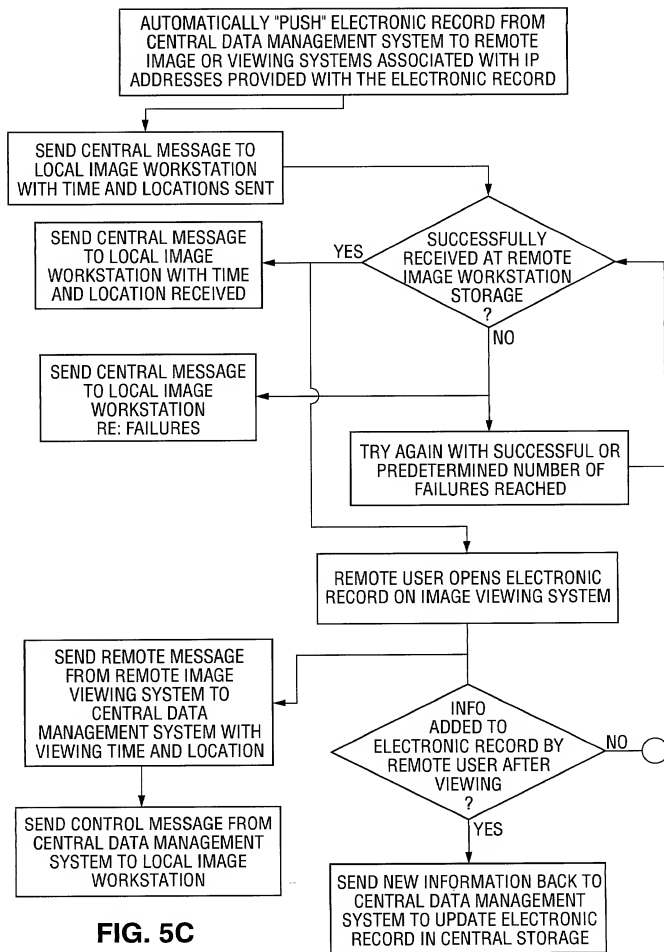 AUTOMATICALLY "PUSH" ELECTRONIC RECORD FROM
CENTRAL DATA MANAGEMENT SYSTEM TO REMOTE
IMAGE OR VIEWING SYSTEMS ASSOCIATED WITH IP
ADDRESSES PROVIDED WITH THE ELECTRONIC RECORD
SEND CENTRAL MESSAGE TO
LOCAL IMAGE WORKSTATION
WITH TIME AND LOCATIONS SENT
SUCCESSFULLY
RECEIVED AT REMOTE
IMAGE WORKSTATION
STORAGE
?
YES
SEND CENTRAL MESSAGE
TO LOCAL IMAGE
WORKSTATION WITH TIME
AND LOCATION RECEIVED
NO
SEND CENTRAL MESSAGE
TO LOCAL IMAGE
WORKSTATION
RE: FAILURES
TRY AGAIN WITH SUCCESSFUL OR
PREDETERMINED NUMBER OF
FAILURES REACHED
REMOTE USER OPENS ELECTRONIC
RECORD ON IMAGE VIEWING SYSTEM
SEND REMOTE MESSAGE
FROM REMOTE IMAGE
VIEWING SYSTEM TO
CENTRAL DATA
MANAGEMENT SYSTEM WITH
VIEWING TIME AND LOCATION
INFO
ADDED TO
ELECTRONIC RECORD BY
REMOTE USER AFTER
VIEWING
?
NO
YES
SEND CONTROL MESSAGE FROM
CENTRAL DATA MANAGEMENT
SYSTEM TO LOCAL IMAGE
WORKSTATION
SEND NEW INFORMATION BACK TO
CENTRAL DATA MANAGEMENT
SYSTEM TO UPDATE ELECTRONIC
RECORD IN CENTRAL STORAGE
FIG. 5C